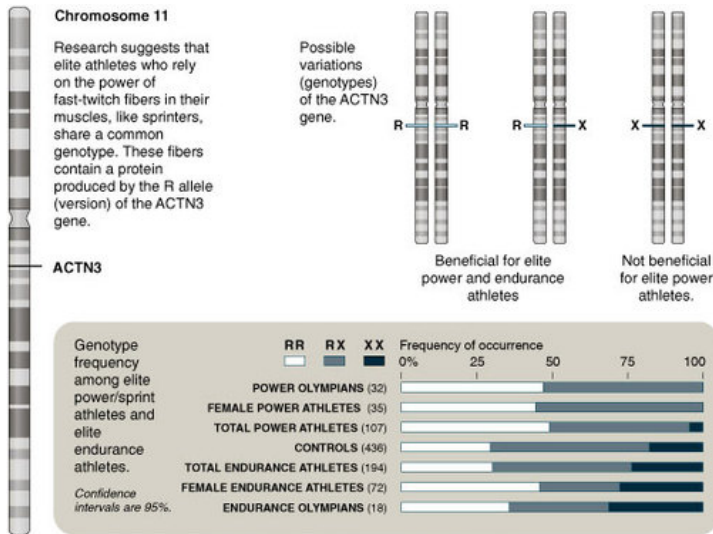 Chromosome 11
Research suggests that
elite athletes who rely
on the power of
fast-twitch fibers in their
muscles, like sprinters,
share a common
genotype. These fibers
contain a protein
produced by the R allele
(version) of the ACTN3
gene.
ACTN3
Possible
variations
(genotypes)
of the ACTN3
gene.
R R
R X
X X
Beneficial for elite
power and endurance
athletes
Not beneficial
for elite power
athletes.
Genotype
frequency
among elite
power/sprint
athletes and
elite
endurance
athletes.
Confidence
intervals are 95%.
RR RX XX
Frequency of occurrence
0% 25 50 75 100
POWER OLYMPIANS (32)
FEMALE POWER ATHLETES (35)
TOTAL POWER ATHLETES (107)
CONTROLS (436)
TOTAL ENDURANCE ATHLETES (194)
FEMALE ENDURANCE ATHLETES (72)
ENDURANCE OLYMPIANS (18)